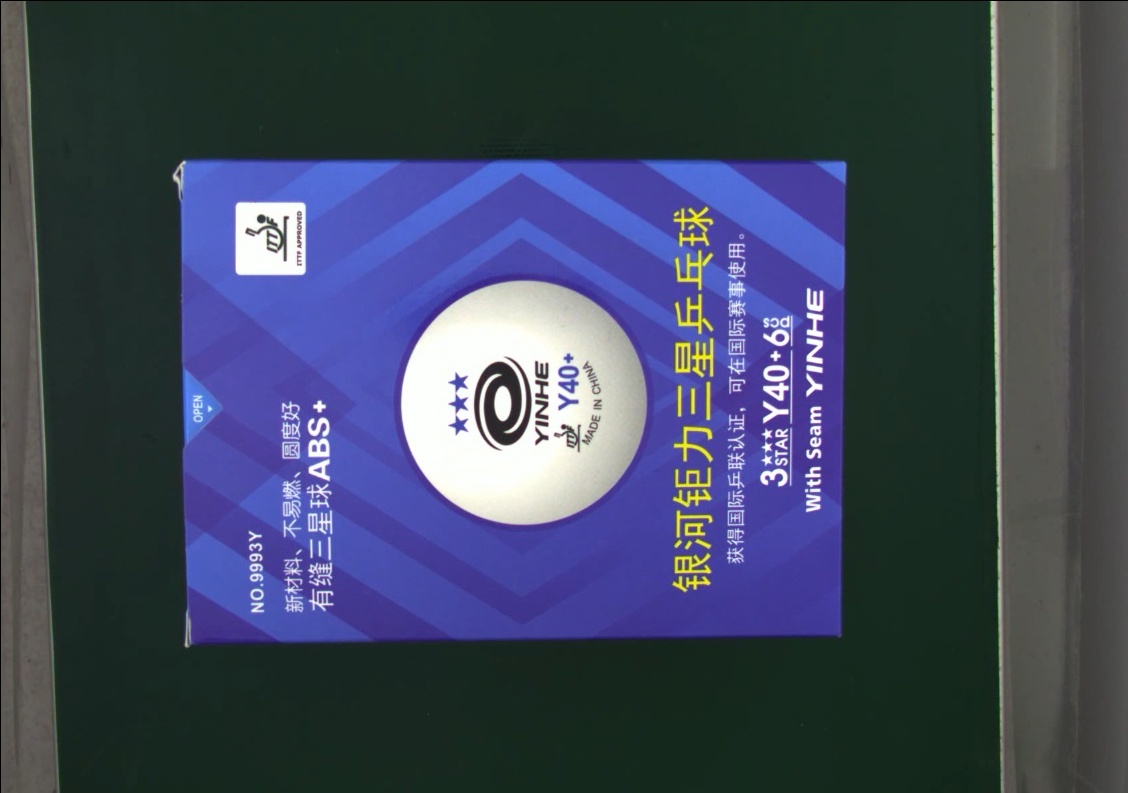 NO.9993Y
新材料、不易燃、圆度好
有缝三星球ABS+
ITTF
ITTF APPROVED
OPEN
YINHE
ITTF Y40+
MADE IN CHINA
银河钜力三星乒乓球
获得国际乒联认证，可在国际赛事使用。
3 STAR Y40+ 6
With Seam YINHE